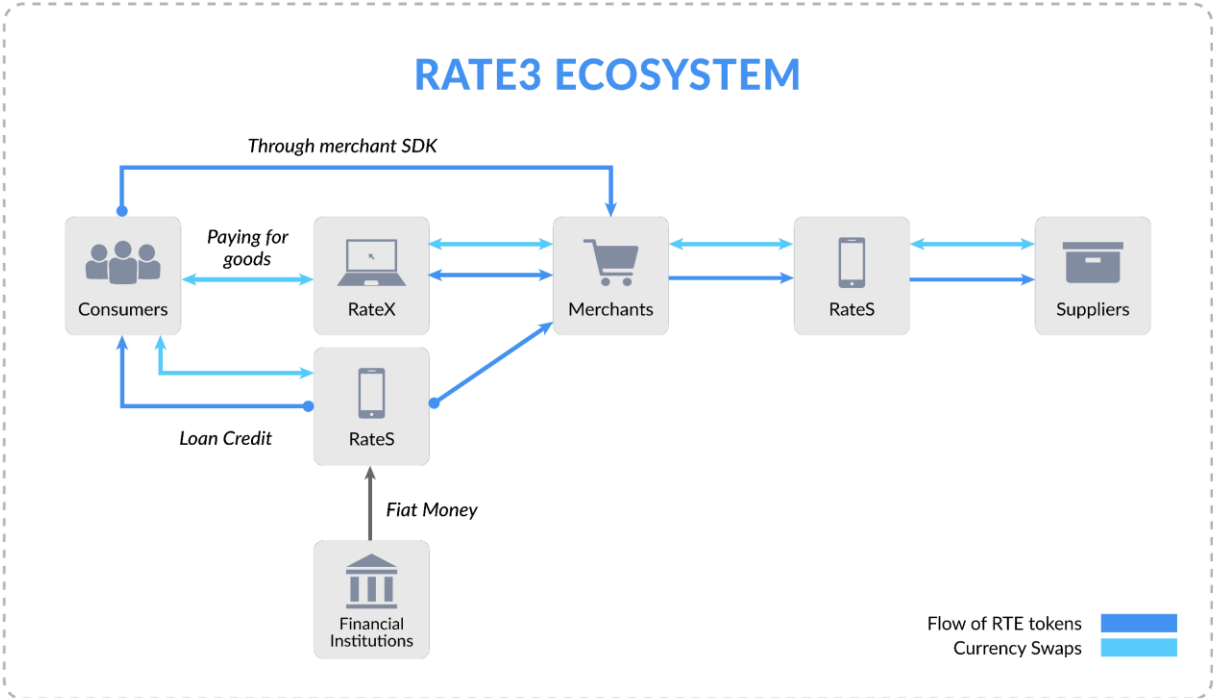 RATE3 ECOSYSTEM
Through merchant SDK
Paying for
goods
Consumers
RateX
Merchants
RateS
Suppliers
RateS
Loan Credit
Fiat Money
Financial
Institutions
Flow of RTE tokens
Currency Swaps